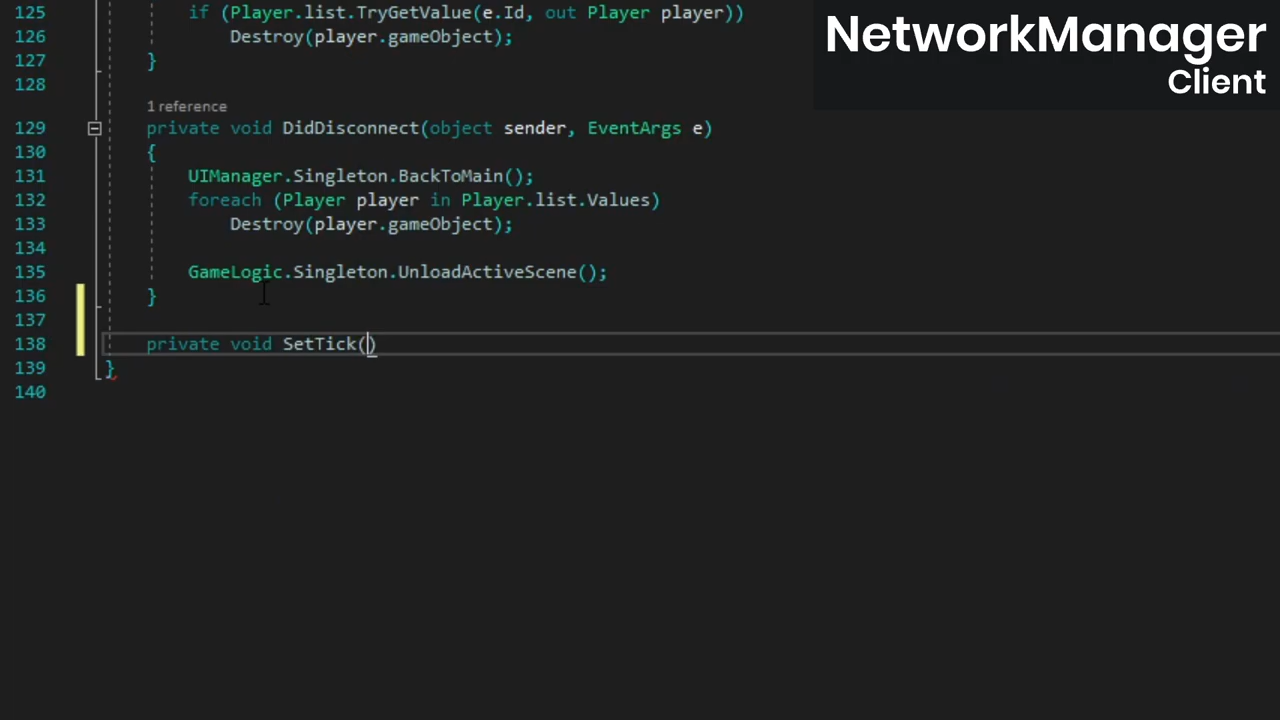 NetworkManager
Client
125 if (Player.list.TryGetValue(e.Id, out Player player))
126 Destroy(player.gameObject);
127 }
128
1 reference
129 private void DidDisconnect(object sender, EventArgs e)
130 {
131 UIManager.Singleton.BackToMain();
132 foreach (Player player in Player.list.Values)
133 Destroy(player.gameObject);
134
135 GameLogic.Singleton.UnloadActiveScene();
136 }
137
138 private void SetTick()
139 }
140